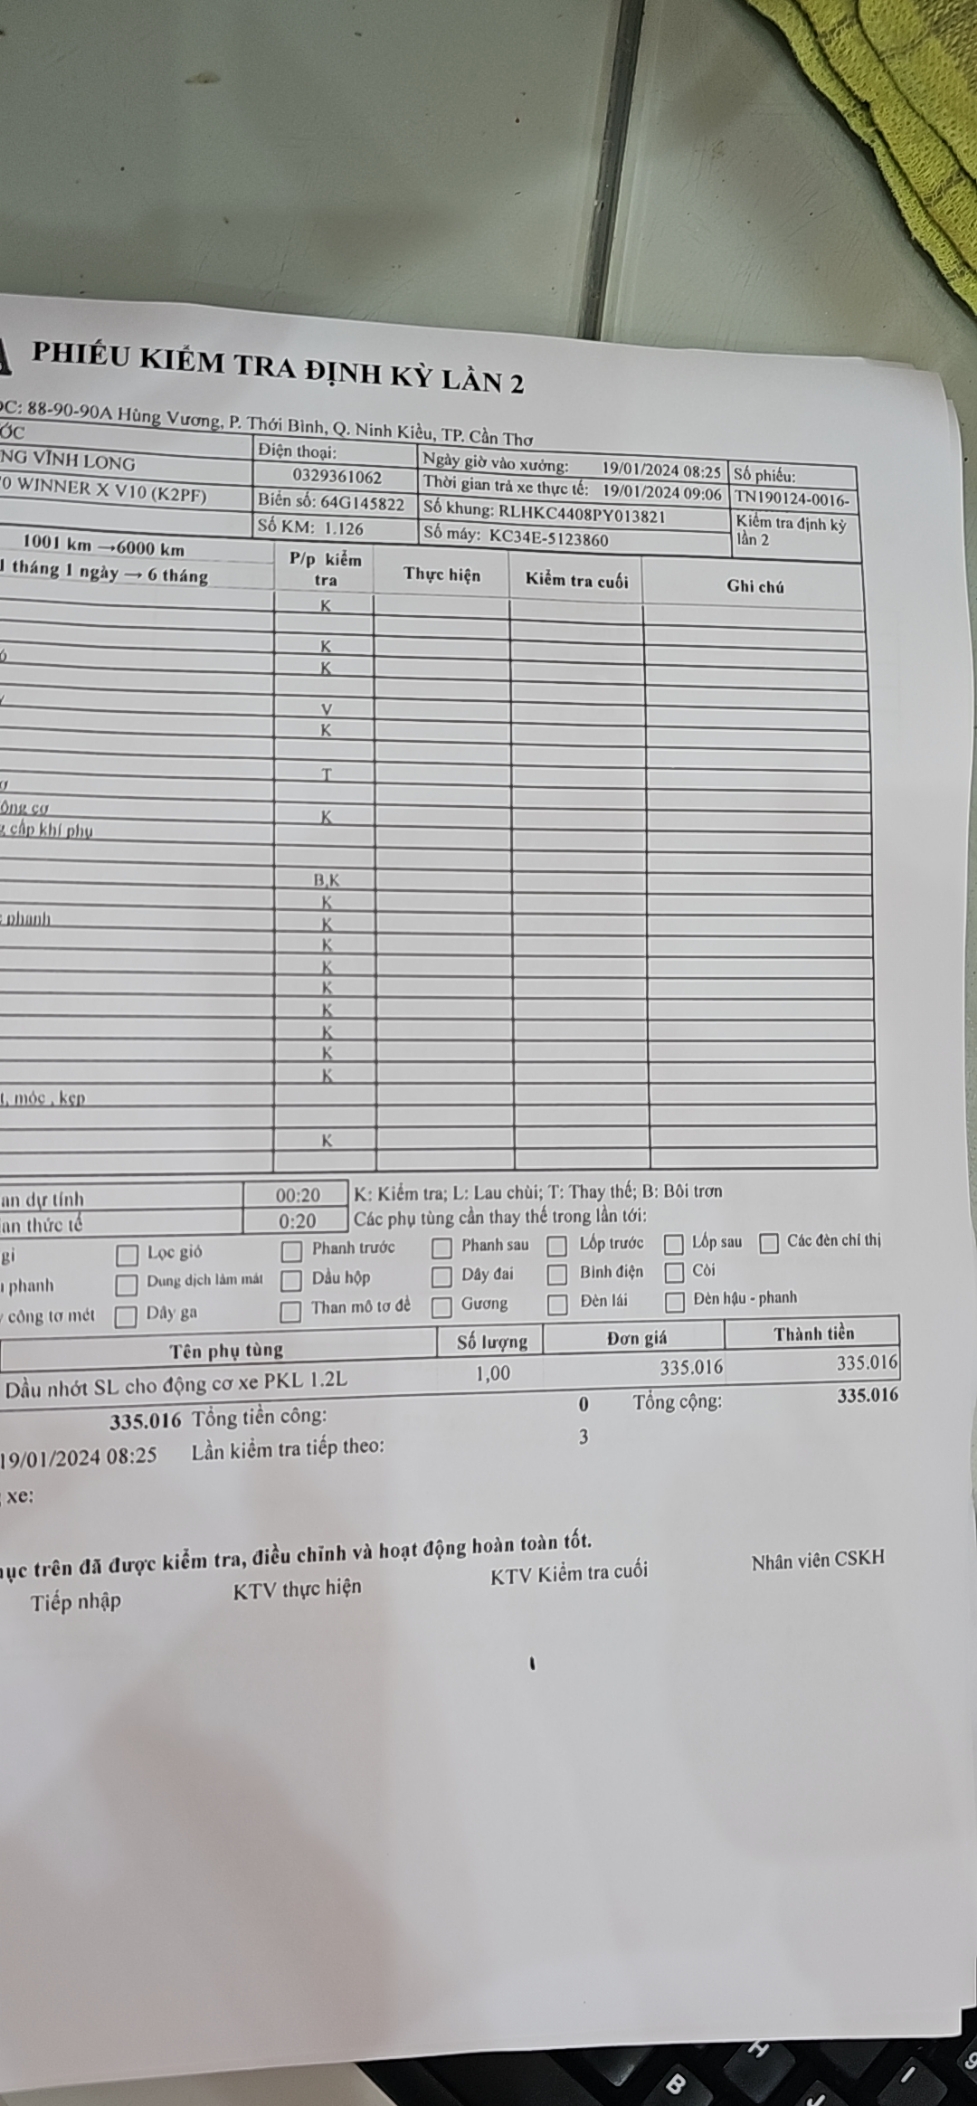 PHIẾU KIỂM TRA ĐỊNH KỲ LẦN 2
ỌC: 88-90-90A Hùng Vương, P. Thới Bình, Q. Ninh Kiều, TP. Cần Thơ
ỚC Điện thoại: Ngày giờ vào xưởng: 19/01/2024 08:25 Số phiếu:
NG VĨNH LONG 0329361062 Thời gian trả xe thực tế: 19/01/2024 09:06 TN190124-0016-
0 WINNER X V10 (K2PF) Biển số: 64G145822 Số khung: RLHKC4408PY013821 Kiểm tra định kỳ lần 2
Số KM: 1.126 Số máy: KC34E-5123860
1001 km →6000 km P/p kiểm tra Thực hiện Kiểm tra cuối Ghi chú
1 tháng 1 ngày → 6 tháng
K
K
K
V
K
T
ông cơ K
cấp khí phụ
B,K
K
phanh K
K
K
K
K
K
K
K
t, móc , kẹp
K
an dự tính 00:20 K: Kiểm tra; L: Lau chùi; T: Thay thế; B: Bôi trơn
ian thức tế 0:20 Các phụ tùng cần thay thế trong lần tới:
gi Lọc gió Phanh trước Phanh sau Lốp trước Lốp sau Các đèn chỉ thị
phanh Dung dịch làm mát Dầu hộp Dây đai Bình điện Còi
công tơ mét Dây ga Than mô tơ đề Gương Đèn lái Đèn hậu - phanh
Tên phụ tùng Số lượng Đơn giá Thành tiền
Dầu nhớt SL cho động cơ xe PKL 1.2L 1,00 335.016 335.016
335.016 Tổng tiền công: 0 Tổng cộng: 335.016
19/01/2024 08:25 Lần kiểm tra tiếp theo: 3
xe:
ục trên đã được kiểm tra, điều chỉnh và hoạt động hoàn toàn tốt.
Tiếp nhập KTV thực hiện KTV Kiểm tra cuối Nhân viên CSKH
B
H